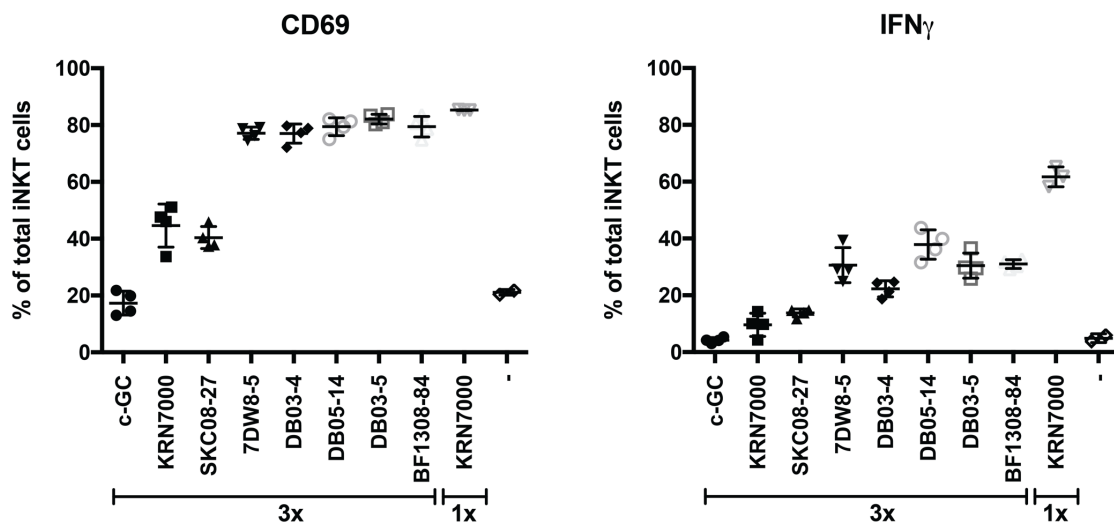 CD69
IFNγ
% of total iNKT cells
100
80
60
40
20
0
c-GC
KRN7000
SKC08-27
7DW8-5
DB03-4
DB05-14
DB03-5
BF1308-84
KRN7000
-
3x
1x
% of total iNKT cells
100
80
60
40
20
0
c-GC
KRN7000
SKC08-27
7DW8-5
DB03-4
DB05-14
DB03-5
BF1308-84
KRN7000
-
3x
1x